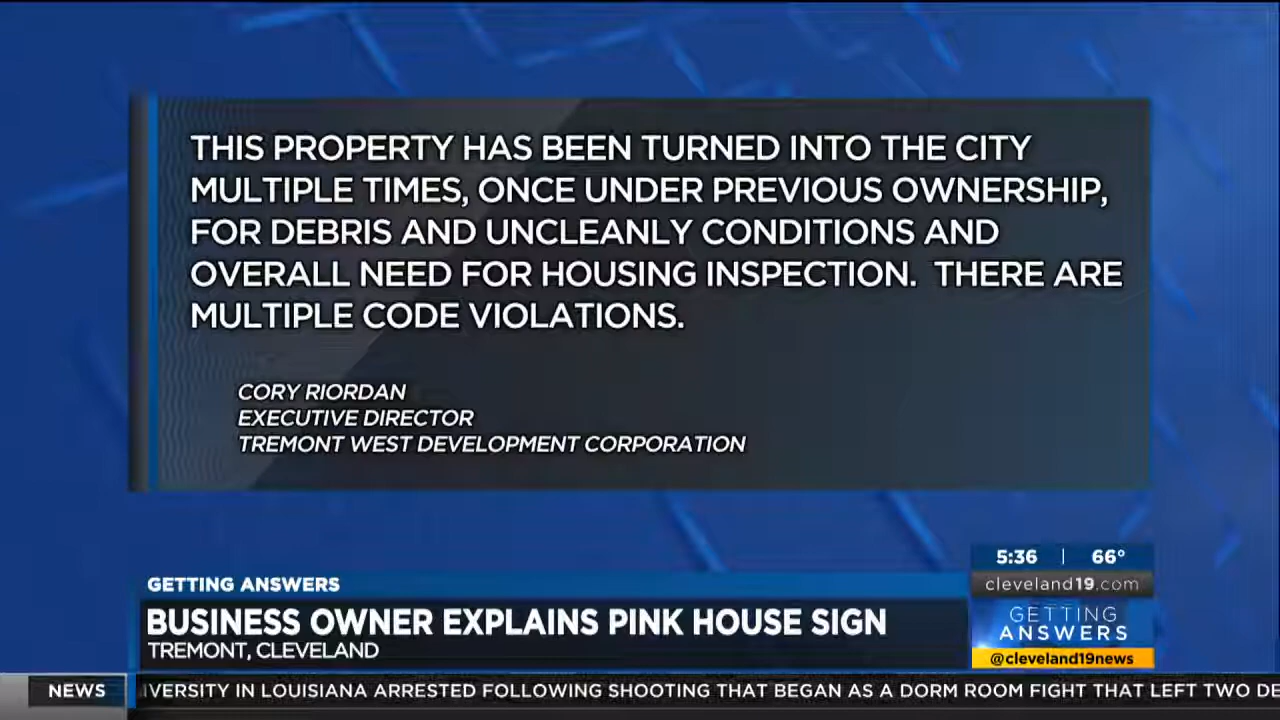 THIS PROPERTY HAS BEEN TURNED INTO THE CITY
MULTIPLE TIMES, ONCE UNDER PREVIOUS OWNERSHIP,
FOR DEBRIS AND UNCLEANLY CONDITIONS AND
OVERALL NEED FOR HOUSING INSPECTION. THERE ARE
MULTIPLE CODE VIOLATIONS.
CORY RIORDAN
EXECUTIVE DIRECTOR
TREMONT WEST DEVELOPMENT CORPORATION
GETTING ANSWERS
BUSINESS OWNER EXPLAINS PINK HOUSE SIGN
TREMONT, CLEVELAND
5:36 | 66°
cleveland19.com
GETTING
ANSWERS
@cleveland19news
NEWS
IVERSITY IN LOUISIANA ARRESTED FOLLOWING SHOOTING THAT BEGAN AS A DORM ROOM FIGHT THAT LEFT TWO DE